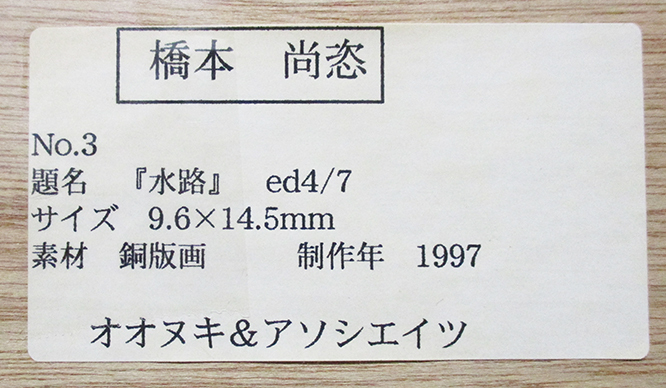 橋本　尚恣
No.3
題名　『水路』　ed4/7
サイズ　9.6×14.5mm
素材　銅版画　　　制作年　1997
オオヌキ&アソシエイツ